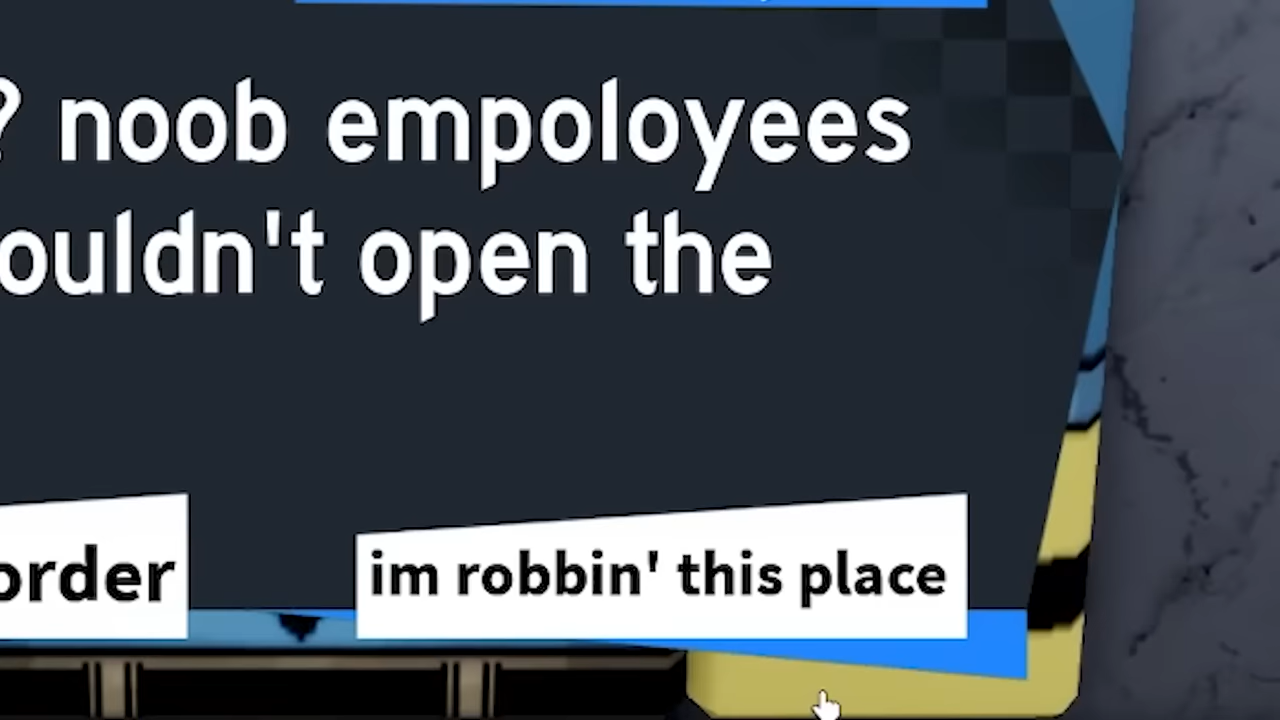 ? noob empoloyees
ouldn't open the
order
im robbin' this place